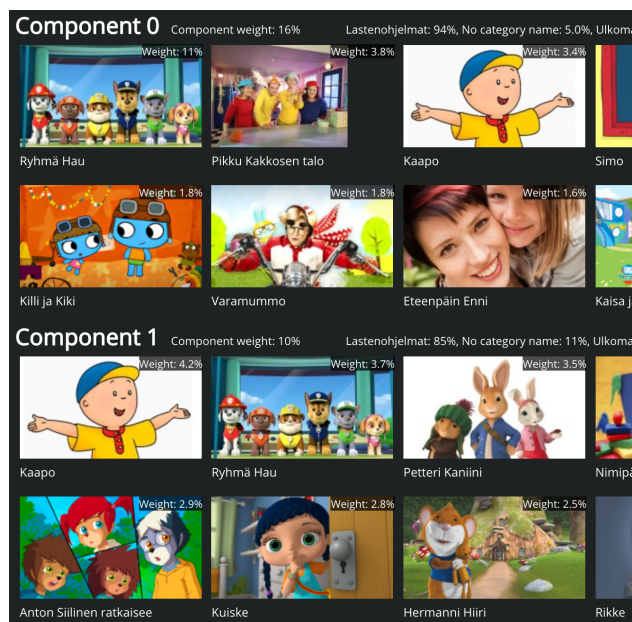 Component 0 Component weight: 16% Lastenohjelmat: 94%, No category name: 5.0%, Ulkoma
Weight: 11% Weight: 3.8% Weight: 3.4%
Ryhmä Hau Pikku Kakkosen talo Kaapo Simo
Weight: 1.8% Weight: 1.8% Weight: 1.6%
Killi ja Kiki Varamummo Eteenpäin Enni Kaisa j
Component 1 Component weight: 10% Lastenohjelmat: 85%, No category name: 11%, Ulkoma
Weight: 4.2% Weight: 3.7% Weight: 3.5%
Kaapo Ryhmä Hau Petteri Kaniini Nimipä
Weight: 2.9% Weight: 2.8% Weight: 2.5%
Anton Siilinen ratkaisee Kuiske Hermanni Hiiri Rikke